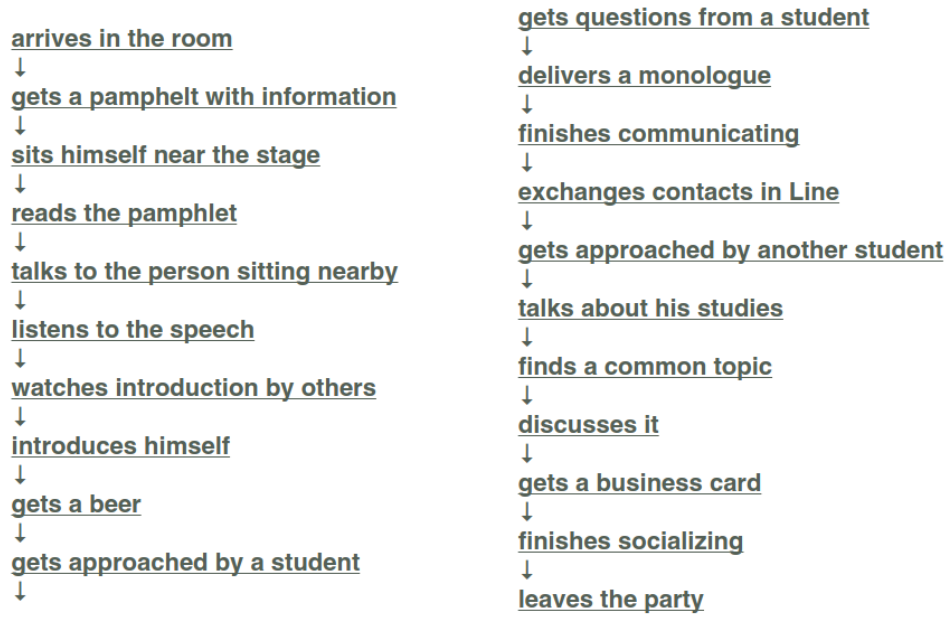 arrives in the room
↓
gets a pamphelt with information
↓
sits himself near the stage
↓
reads the pamphlet
↓
talks to the person sitting nearby
↓
listens to the speech
↓
watches introduction by others
↓
introduces himself
↓
gets a beer
↓
gets approached by a student
↓
gets questions from a student
↓
delivers a monologue
↓
finishes communicating
↓
exchanges contacts in Line
↓
gets approached by another student
↓
talks about his studies
↓
finds a common topic
↓
discusses it
↓
gets a business card
↓
finishes socializing
↓
leaves the party